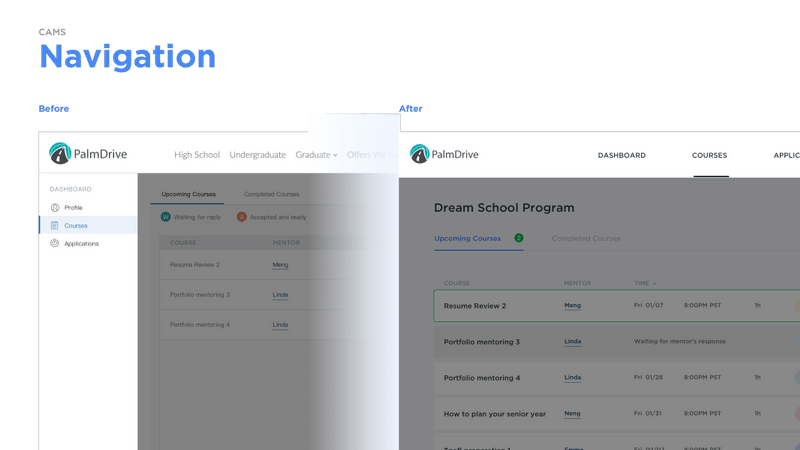 CAMS
Navigation
Before
After
PalmDrive
High School Undergraduate Graduate Offers We
DASHBOARD
Profile
Courses
Applications
Upcoming Courses Completed Courses
W Waiting for reply A Accepted and ready
COURSE MENTOR
Resume Review 2 Meng
Portfolio mentoring 3 Linda
Portfolio mentoring 4 Linda
PalmDrive
DASHBOARD COURSES APPLIC
Dream School Program
Upcoming Courses 2 Completed Courses
COURSE MENTOR TIME
Resume Review 2 Meng Fri 01/07 8:00PM PST 1h
Portfolio mentoring 3 Linda Waiting for mentor's response
Portfolio mentoring 4 Linda Fri 01/28 8:00PM PST 1h
How to plan your senior year Neng Fri 01/31 8:00PM PST 1h